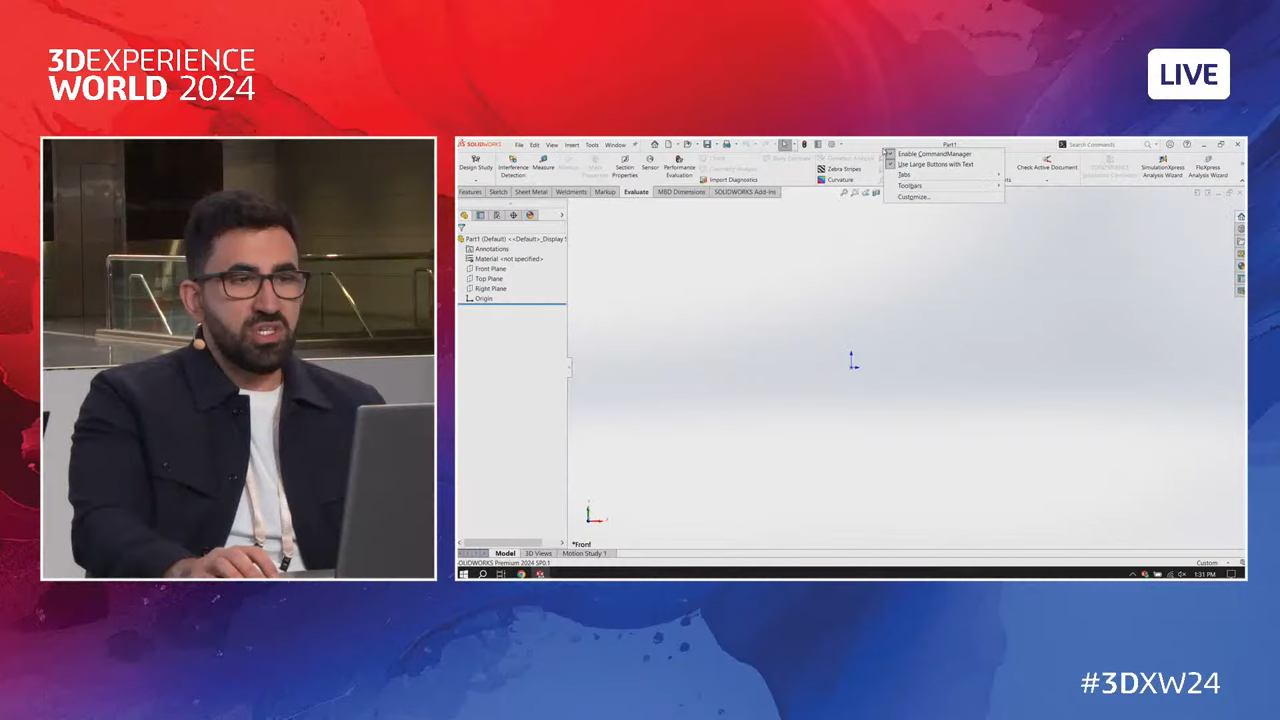 3DEXPERIENCE
WORLD 2024
LIVE
SOLIDWORKS File Edit View Insert Tools Window
Part1
Search Commands
Design Study
Interference Detection
Measure
Section Properties
Sensor
Performance Evaluation
Import Diagnostics
Zebra Stripes
Curvature
Enable CommandManager
Use Large Buttons with Text
Tabs
Toolbars
Customize...
Check Active Document
SimulationXpress Analysis Wizard
FloXpress Analysis Wizard
Features Sketch Sheet Metal Weldments Markup Evaluate MBD Dimensions SOLIDWORKS Add-Ins
Part1 (Default) <<Default>_Display S
Annotations
Material <not specified>
Front Plane
Top Plane
Right Plane
Origin
*Front
Model 3D Views Motion Study 1
SOLIDWORKS Premium 2024 SP0.1
Custom
1:31 PM
#3DXW24